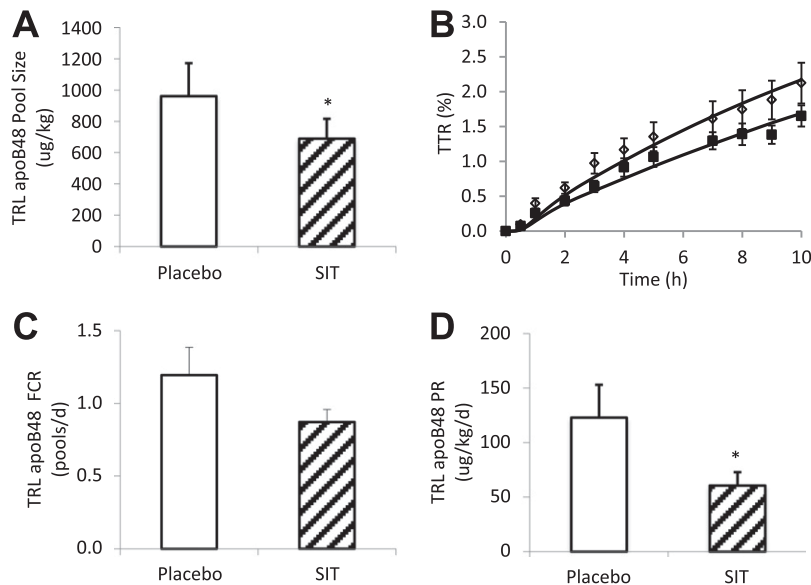 A
TRL apoB48 Pool Size
(ug/kg)
1400
1200
1000
800
600
400
200
0
*
Placebo
SIT
B
TTR (%)
3.0
2.5
2.0
1.5
1.0
0.5
0.0
0
2
4
6
8
10
Time (h)
C
TRL apoB48 FCR
(pools/d)
1.5
1.0
0.5
0.0
Placebo
SIT
D
TRL apoB48 PR
(ug/kg/d)
200
150
100
50
0
*
Placebo
SIT